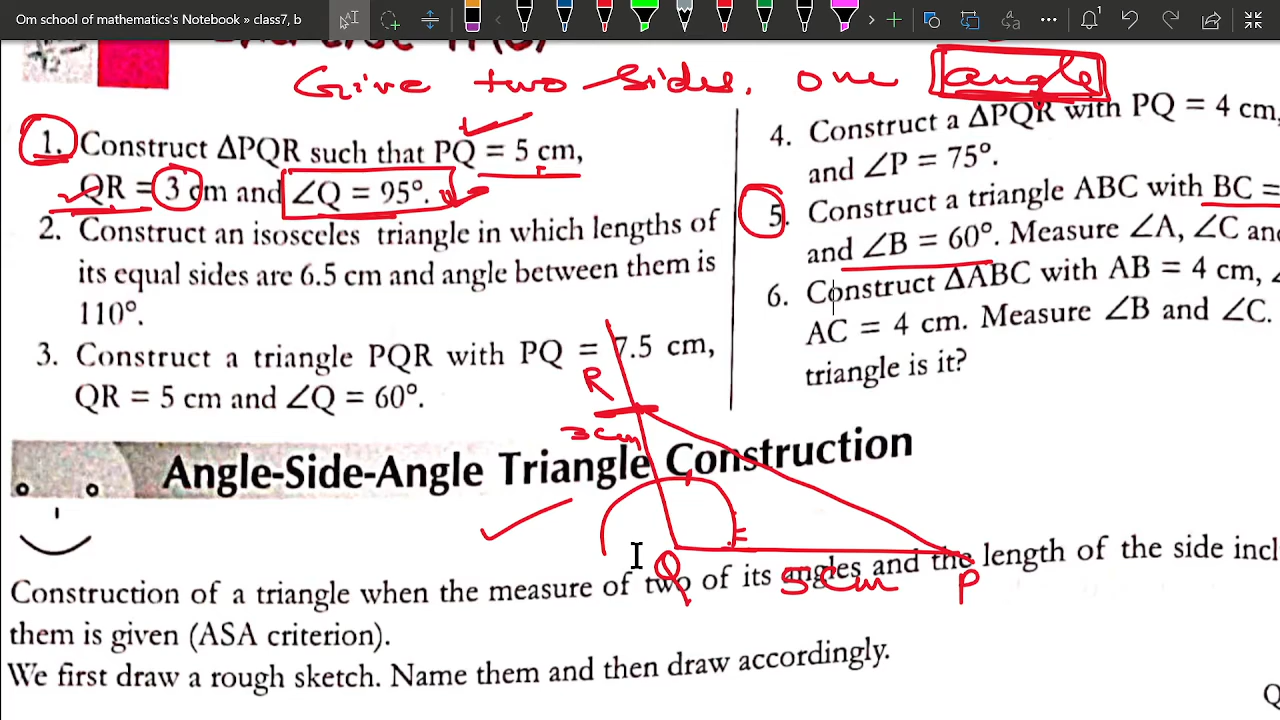 Om school of mathematics's Notebook » class7, b
Give two sides, one angle
1. Construct ΔPQR such that PQ = 5 cm,
QR = 3 cm and ∠Q = 95°.
2. Construct an isosceles triangle in which lengths of
its equal sides are 6.5 cm and angle between them is
110°.
3. Construct a triangle PQR with PQ = 7.5 cm,
QR = 5 cm and ∠Q = 60°.
4. Construct a ΔPQR with PQ = 4 cm,
and ∠P = 75°.
5. Construct a triangle ABC with BC =
and ∠B = 60°. Measure ∠A, ∠C and
6. Construct ΔABC with AB = 4 cm,
AC = 4 cm. Measure ∠B and ∠C.
triangle is it?
R
3cm
Q
5cm
P
Angle-Side-Angle Triangle Construction
Construction of a triangle when the measure of two of its angles and the length of the side incl
them is given (ASA criterion).
We first draw a rough sketch. Name them and then draw accordingly.